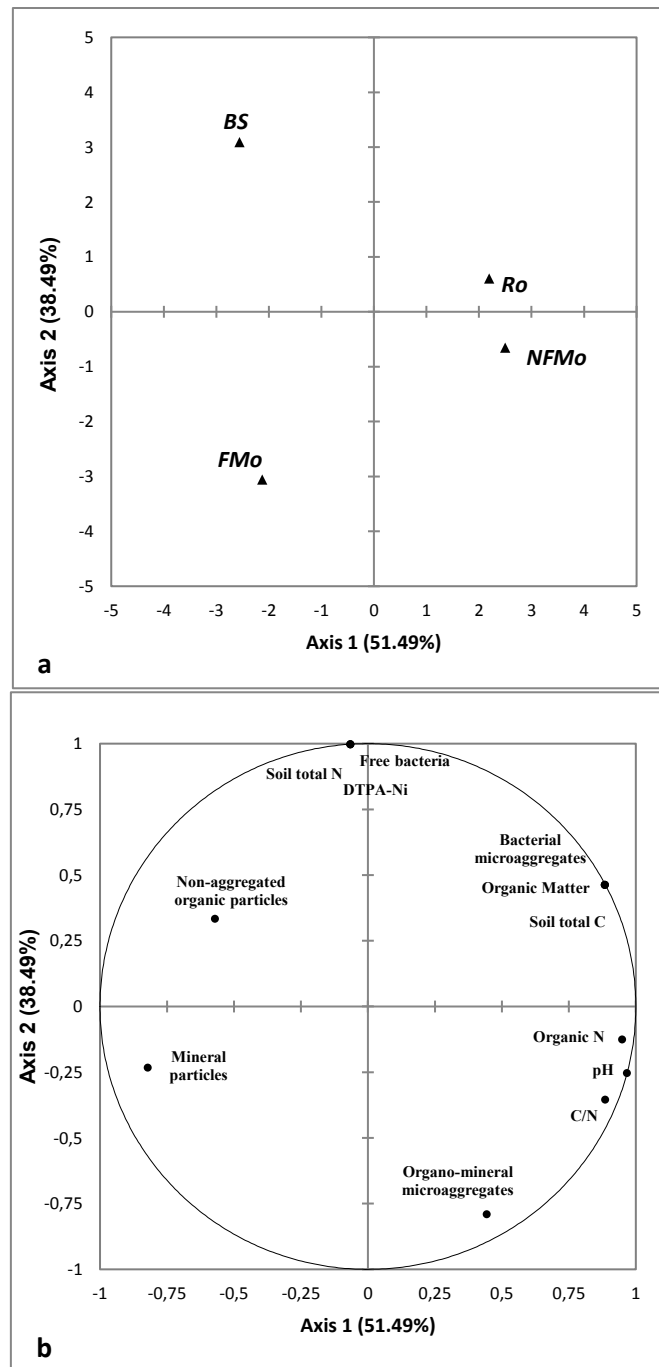 5
4
3
2
1
0
-1
-2
-3
-4
-5
-5 -4 -3 -2 -1 0 1 2 3 4 5
Axis 2 (38.49%)
Axis 1 (51.49%)
BS
Ro
NFMo
FMo
a
1
0,75
0,5
0,25
0
-0,25
-0,5
-0,75
-1
-1 -0,75 -0,5 -0,25 0 0,25 0,5 0,75 1
Axis 2 (38.49%)
Axis 1 (51.49%)
Soil total N
Free bacteria
DTPA-Ni
Bacterial
microaggregates
Organic Matter
Soil total C
Non-aggregated
organic particles
Mineral
particles
Organic N
pH
C/N
Organo-mineral
microaggregates
b